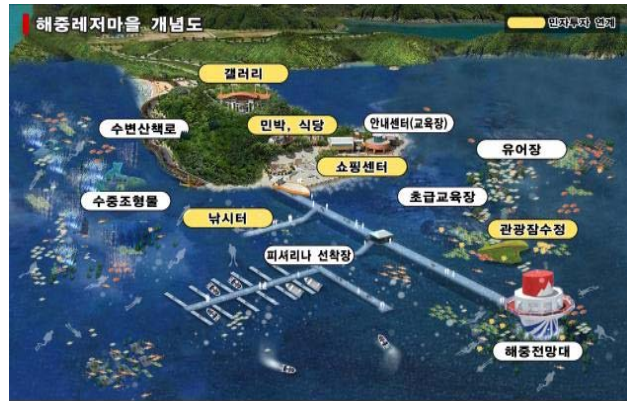 해중레저마을 개념도
민자투자 연계
갤러리
수변산책로
민박, 식당
안내센터(교육장)
유어장
쇼핑센터
수중조형물
초급교육장
낚시터
관광잠수정
피셔리나 선착장
해중전망대